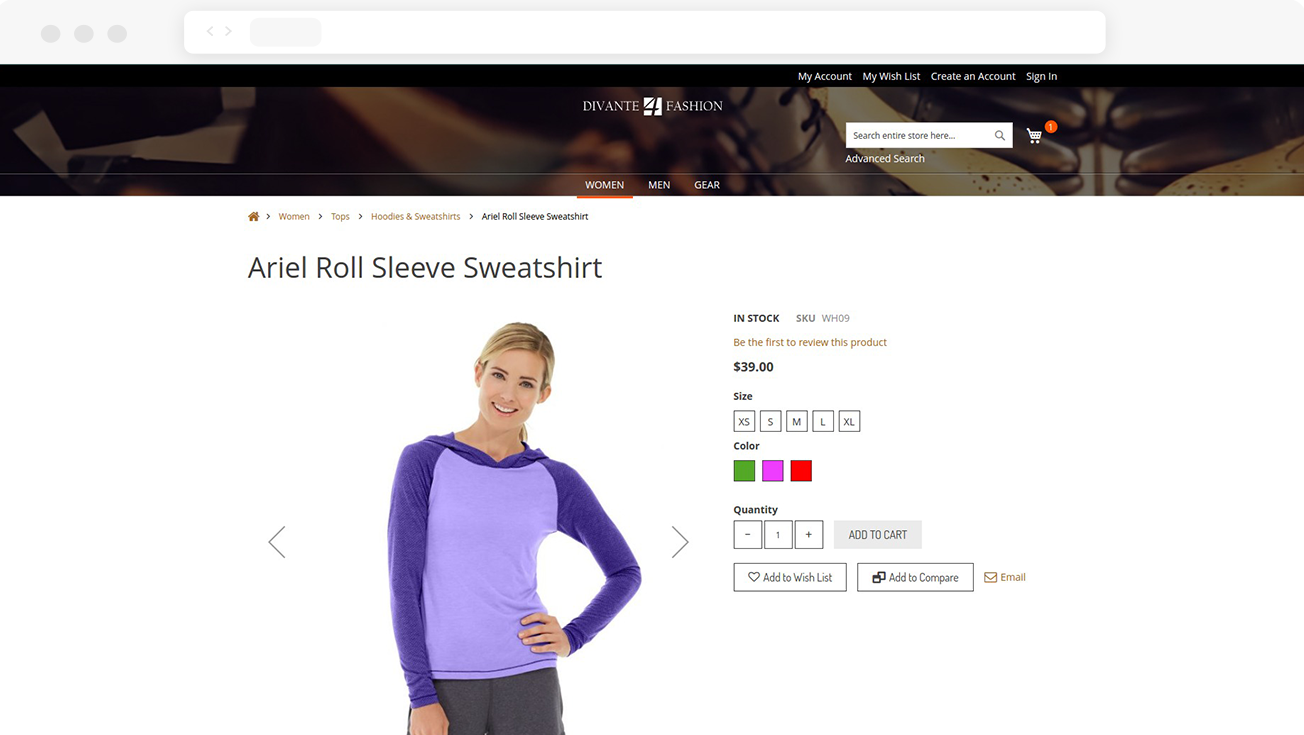 My Account My Wish List Create an Account Sign In
DIVANTE 4 FASHION
Search entire store here...
1
Advanced Search
WOMEN MEN GEAR
Women Tops Hoodies & Sweatshirts Ariel Roll Sleeve Sweatshirt
Ariel Roll Sleeve Sweatshirt
IN STOCK SKU WH09
Be the first to review this product
$39.00
Size
XS S M L XL
Color
Quantity
- 1 + ADD TO CART
Add to Wish List Add to Compare Email